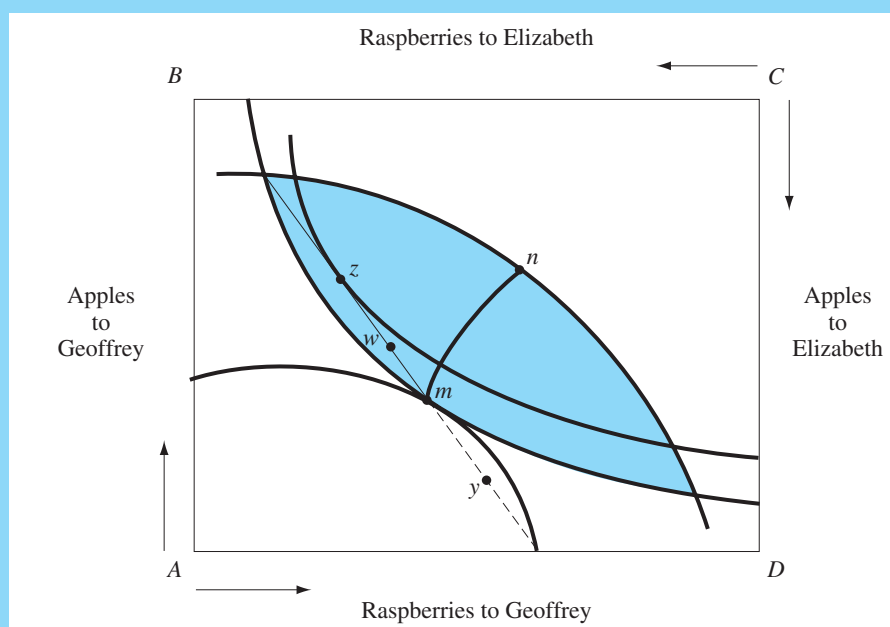 Raspberries to Elizabeth
B
C
n
z
Apples
to
Geoffrey
Apples
to
Elizabeth
w
m
y
A
D
Raspberries to Geoffrey